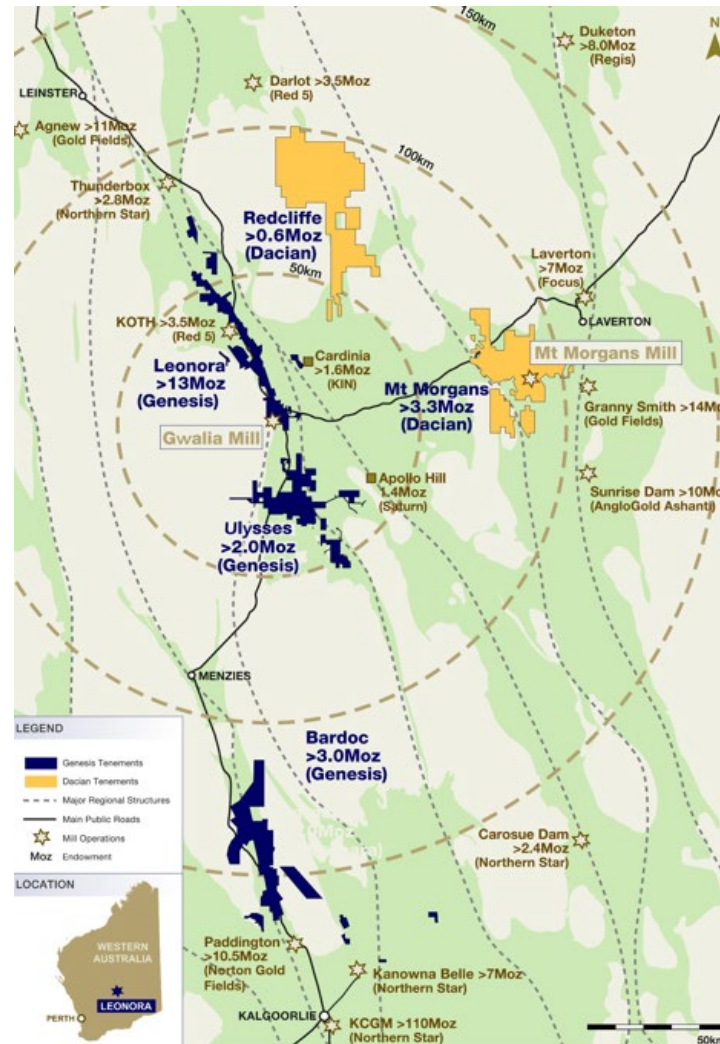 150km
Duketon
>8.0Moz
(Regis)
N
Darlot >3.5Moz
(Red 5)
LEINSTER
Agnew >11Moz
(Gold Fields)
100km
Thunderbox
>2.8Moz
(Northern Star)
Redcliffe
>0.6Moz
(Dacian)
50km
Laverton
>7Moz
(Focus)
LAVERTON
KOTH >3.5Moz
(Red 5)
Cardinia
>1.6Moz
(KIN)
Mt Morgans Mill
Leonora
>13Moz
(Genesis)
Mt Morgans
>3.3Moz
(Dacian)
Granny Smith >14Mo
(Gold Fields)
Gwalia Mill
Apollo Hill
1.4Moz
(Saturn)
Sunrise Dam >10Mo
(AngloGold Ashanti)
Ulysses
>2.0Moz
(Genesis)
MENZIES
LEGEND
Genesis Tenements
Dacian Tenements
Major Regional Structures
Main Public Roads
Mill Operations
Moz Endowment
Bardoc
>3.0Moz
(Genesis)
Carosue Dam
>2.4Moz
(Northern Star)
LOCATION
WESTERN
AUSTRALIA
LEONORA
PERTH
Paddington
>10.5Moz
(Norton Gold
Fields)
Kanowna Belle >7Moz
(Northern Star)
KALGOORLIE
KCGM >110Moz
(Northern Star)
50km